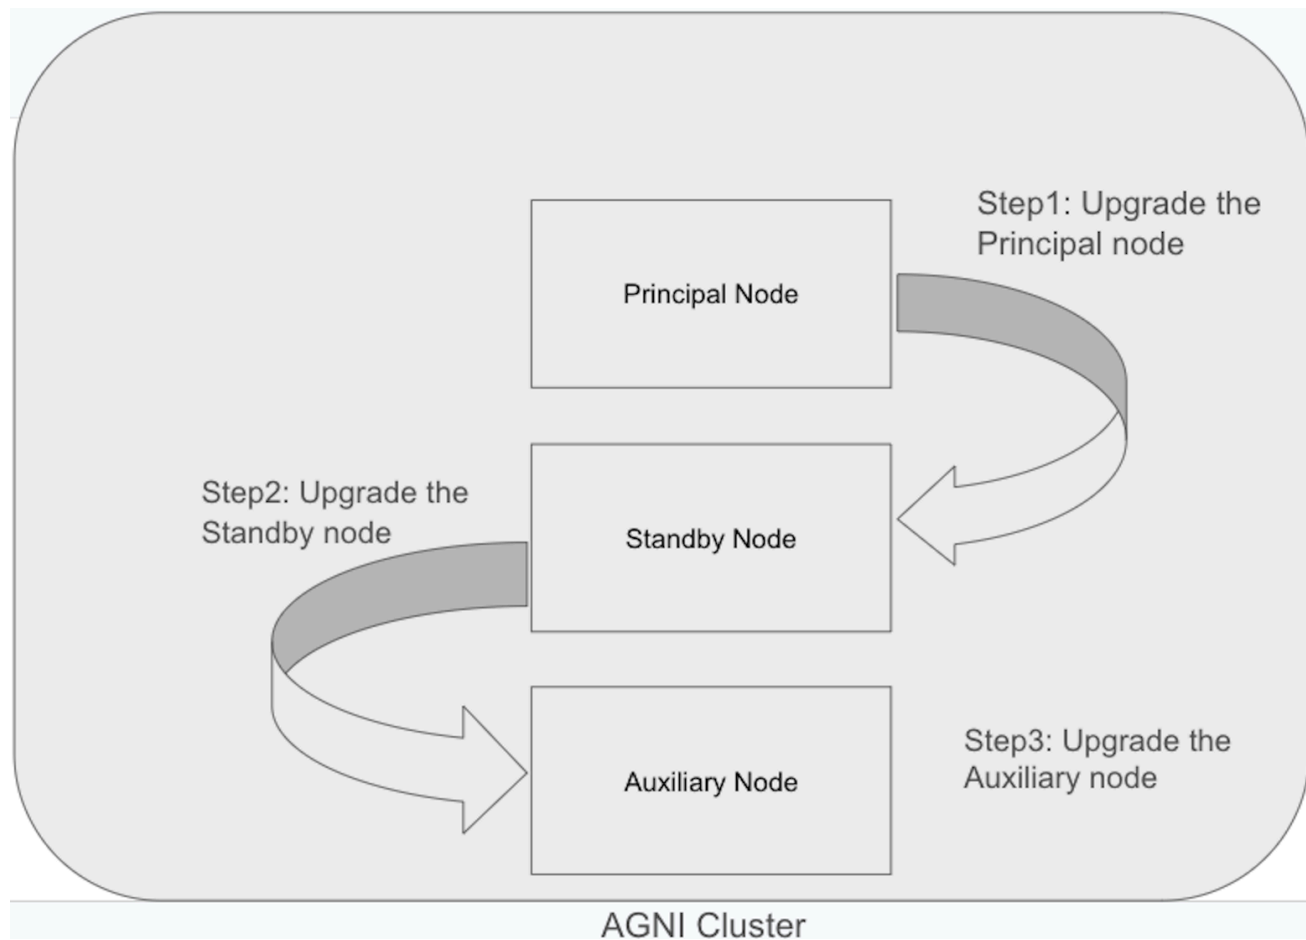 Step1: Upgrade the
Principal node
Principal Node
Step2: Upgrade the
Standby node
Standby Node
Auxiliary Node
Step3: Upgrade the
Auxiliary node
AGNI Cluster